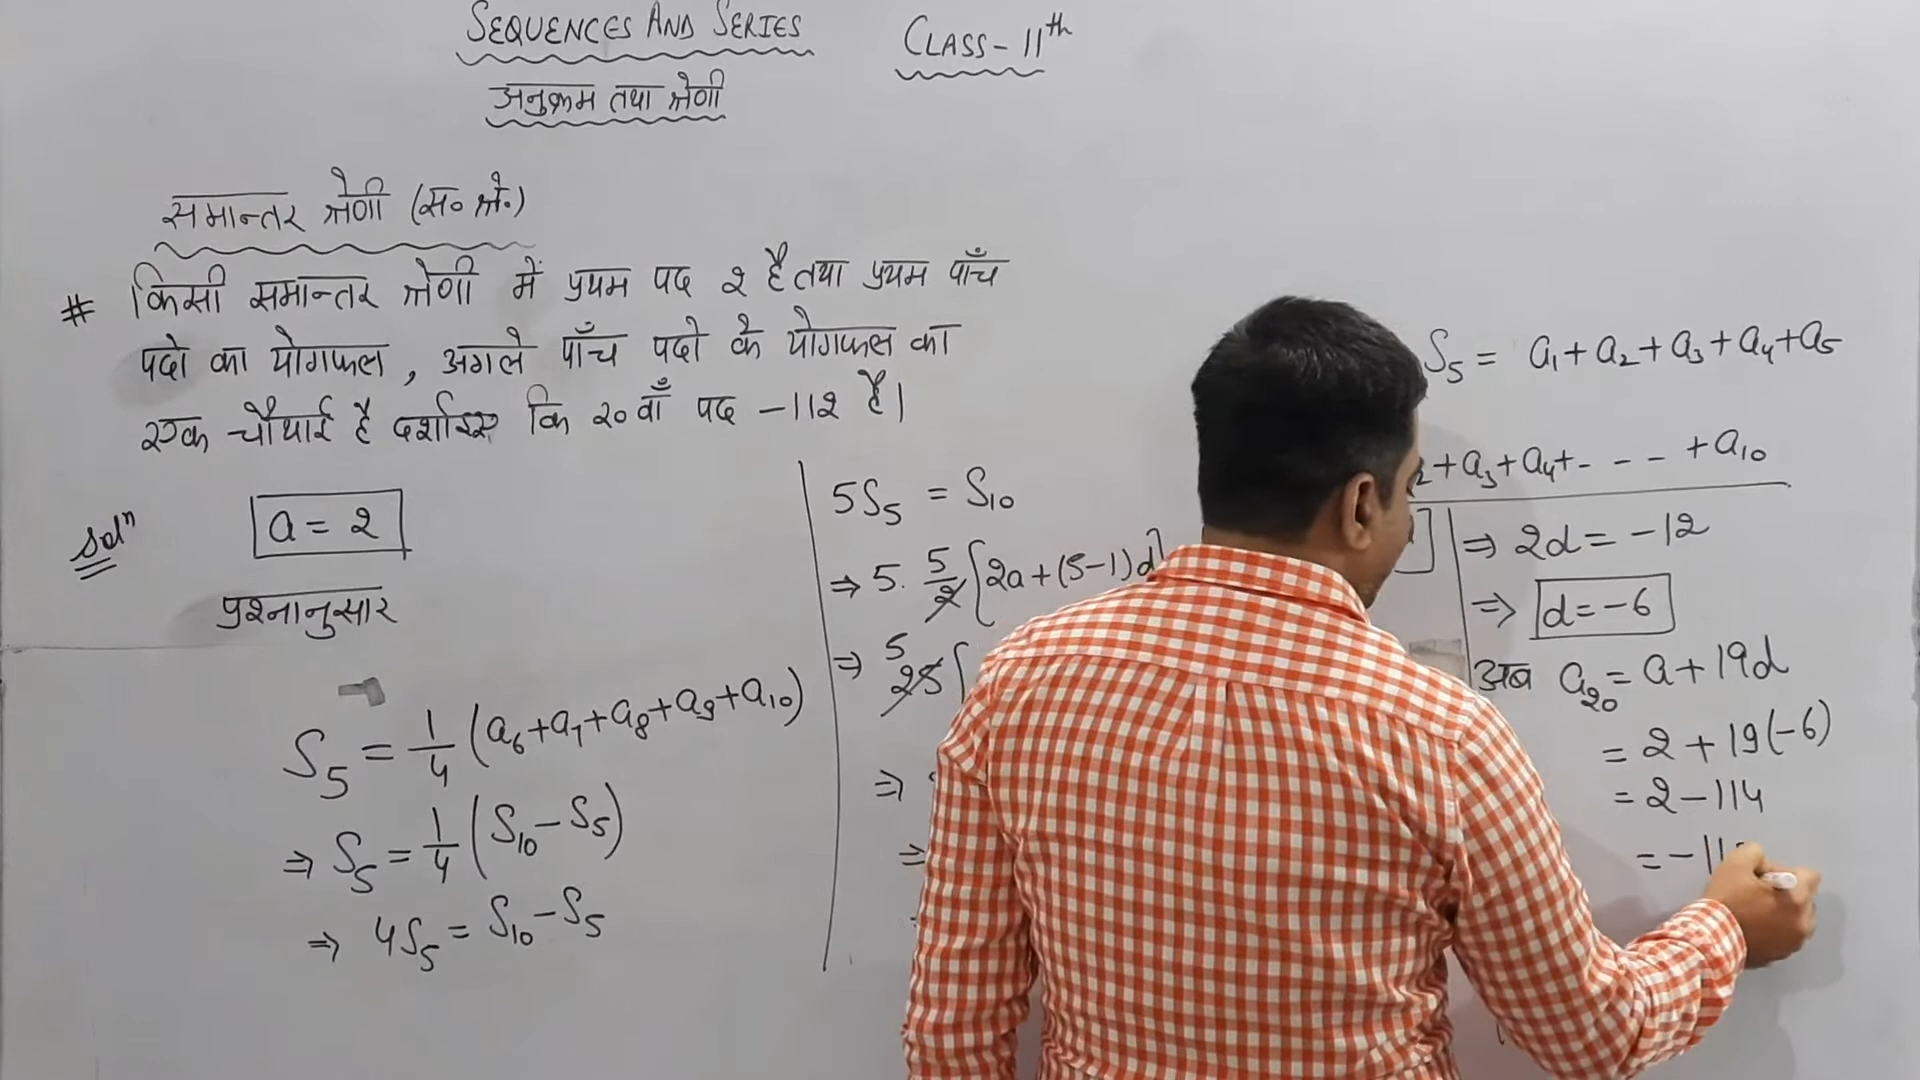 SEQUENCES AND SERIES
CLASS-11th
अनुक्रम तथा श्रेणी
समान्तर श्रेणी (स० श्रे०)
# किसी समान्तर श्रेणी में प्रथम पद 2 है तथा प्रथम पाँच
पदो का योगफल, अगले पाँच पदो के योगफल का
एक चौथाई है दर्शाइए कि 20वाँ पद -112 है।
Solⁿ
a = 2
प्रश्नानुसार
S₅ = 1/4 (a₆+a₇+a₈+a₉+a₁₀)
⇒ S₅ = 1/4 (S₁₀-S₅)
⇒ 4S₅ = S₁₀-S₅
5S₅ = S₁₀
⇒ 5. 5/2 [2a+(5-1)d]
⇒ 5 25 [
⇒
⇒
S₅ = a₁+a₂+a₃+a₄+a₅
₂+a₃+a₄+- - - - +a₁₀
]
⇒ 2d = -12
⇒ d=-6
अब a₂₀ = a+19d
= 2+19(-6)
= 2-114
= -11